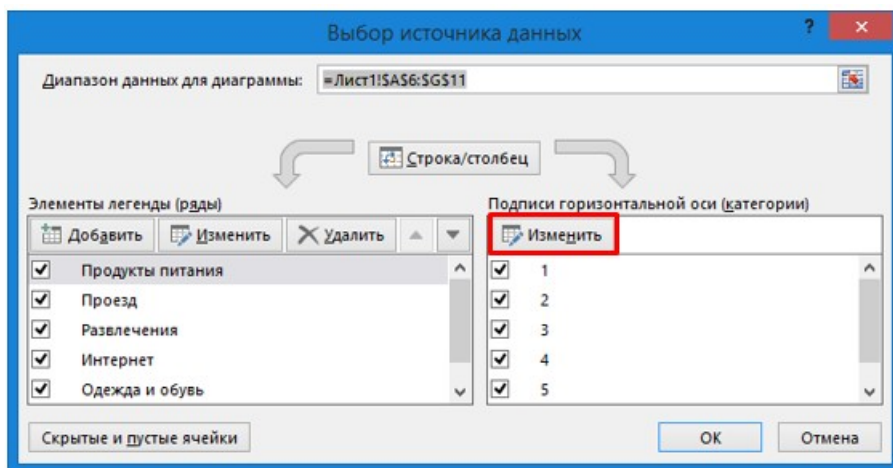 Выбор источника данных
? ×
Диапазон данных для диаграммы: =Лист1!$A$6:$G$11
Строка/столбец
Элементы легенды (ряды)
Подписи горизонтальной оси (категории)
Добавить Изменить Удалить
Изменить
Продукты питания
Проезд
Развлечения
Интернет
Одежда и обувь
1
2
3
4
5
Скрытые и пустые ячейки
ОК
Отмена